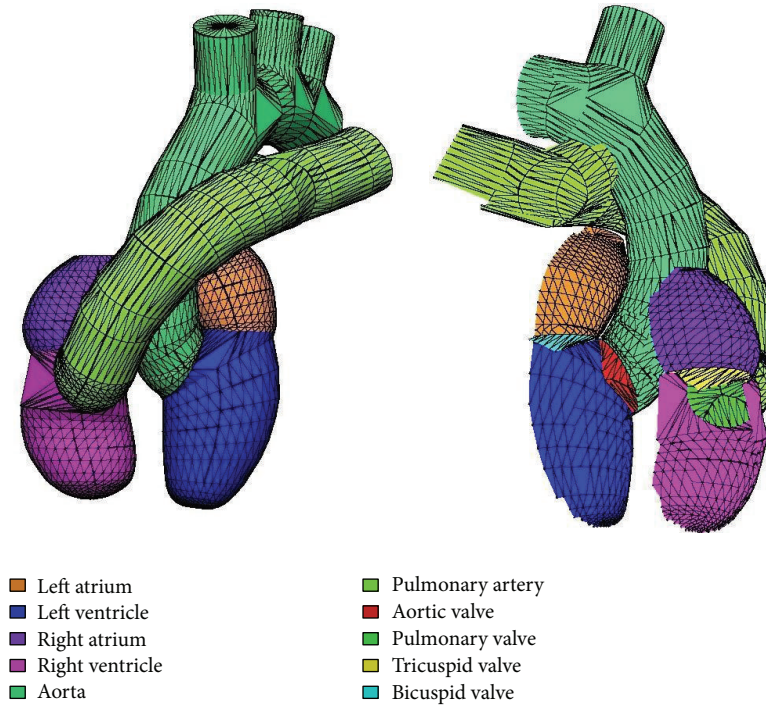 Left atrium
Left ventricle
Right atrium
Right ventricle
Aorta
Pulmonary artery
Aortic valve
Pulmonary valve
Tricuspid valve
Bicuspid valve